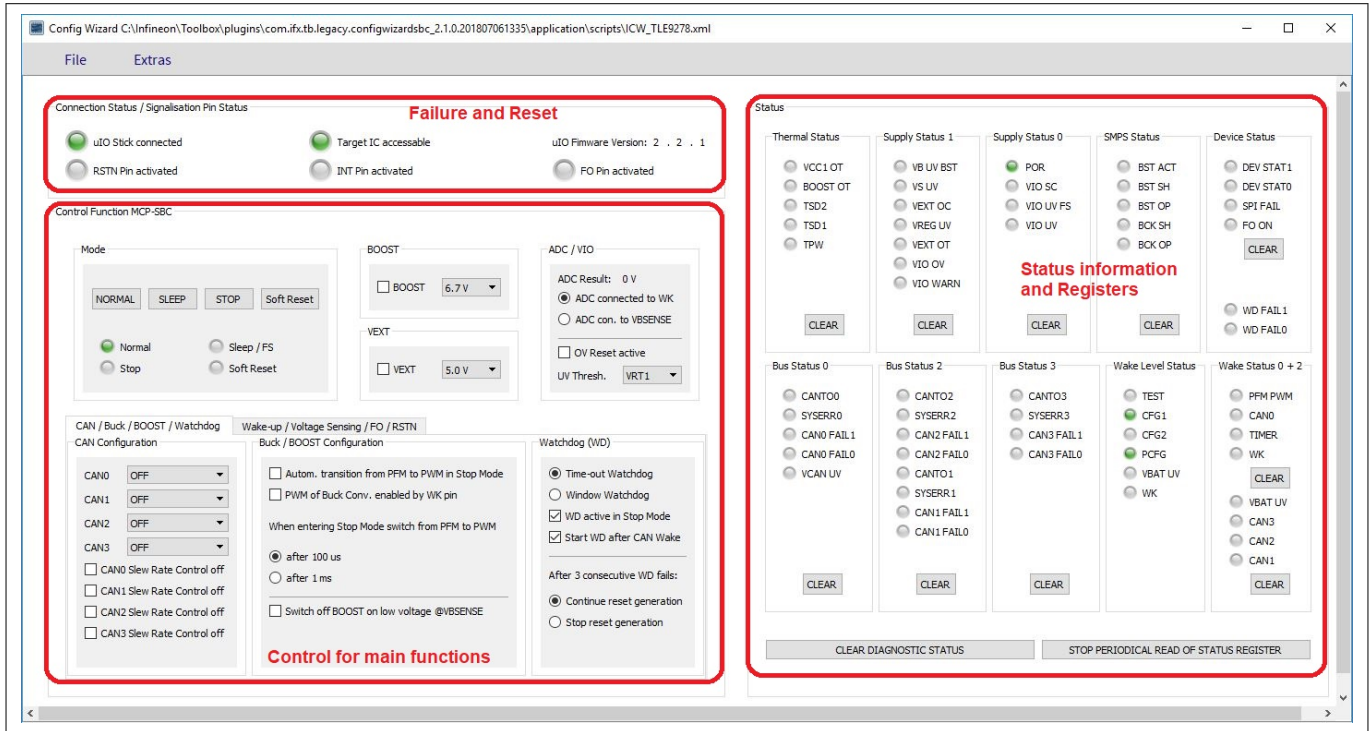 Config Wizard C:\Infineon\Toolbox\plugins\com.ifx.tb.legacy.configwizardsbc_2.1.0.201807061335\application\scripts\ICW_TLE9278.xml
File Extras
Connection Status / Signalisation Pin Status
Failure and Reset
uIO Stick connected
Target IC accessable
uIO Fimware Version: 2 . 2 . 1
RSTN Pin activated
INT Pin activated
FO Pin activated
Control Function MCP-SBC
Mode
NORMAL SLEEP STOP Soft Reset
Normal Sleep / FS
Stop Soft Reset
BOOST
BOOST 6.7 V
VEXT
VEXT 5.0 V
ADC / VIO
ADC Result: 0 V
ADC connected to WK
ADC con. to VBSENSE
OV Reset active
UV Thresh. VRT1
CAN / Buck / BOOST / Watchdog
Wake-up / Voltage Sensing / FO / RSTN
CAN Configuration
CAN0 OFF
CAN1 OFF
CAN2 OFF
CAN3 OFF
CAN0 Slew Rate Control off
CAN1 Slew Rate Control off
CAN2 Slew Rate Control off
CAN3 Slew Rate Control off
Buck / BOOST Configuration
Autom. transition from PFM to PWM in Stop Mode
PWM of Buck Conv. enabled by WK pin
When entering Stop Mode switch from PFM to PWM
after 100 us
after 1 ms
Switch off BOOST on low voltage @VBSENSE
Control for main functions
Watchdog (WD)
Time-out Watchdog
Window Watchdog
WD active in Stop Mode
Start WD after CAN Wake
After 3 consecutive WD fails:
Continue reset generation
Stop reset generation
Status
Thermal Status
VCC1 OT
BOOST OT
TSD2
TSD1
TPW
CLEAR
Supply Status 1
VB UV BST
VS UV
VEXT OC
VREG UV
VEXT OT
VIO OV
VIO WARN
CLEAR
Supply Status 0
POR
VIO SC
VIO UV FS
VIO UV
CLEAR
SMPS Status
BST ACT
BST SH
BST OP
BCK SH
BCK OP
CLEAR
Device Status
DEV STAT1
DEV STAT0
SPI FAIL
FO ON
CLEAR
WD FAIL1
WD FAIL0
Status information
and Registers
Bus Status 0
CANTO0
SYSERR0
CAN0 FAIL1
CAN0 FAIL0
VCAN UV
CLEAR
Bus Status 2
CANTO2
SYSERR2
CAN2 FAIL1
CAN2 FAIL0
CANTO1
SYSERR1
CAN1 FAIL1
CAN1 FAIL0
CLEAR
Bus Status 3
CANTO3
SYSERR3
CAN3 FAIL1
CAN3 FAIL0
CLEAR
Wake Level Status
TEST
CFG1
CFG2
PCFG
VBAT UV
WK
Wake Status 0 + 2
PFM PWM
CAN0
TIMER
WK
CLEAR
VBAT UV
CAN3
CAN2
CAN1
CLEAR
CLEAR DIAGNOSTIC STATUS
STOP PERIODICAL READ OF STATUS REGISTER